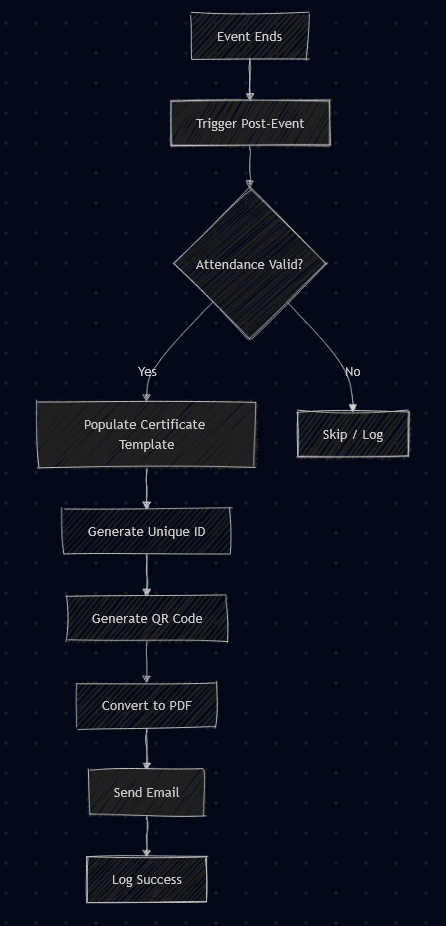 Event Ends
Trigger Post-Event
Attendance Valid?
Yes
No
Populate Certificate
Template
Skip / Log
Generate Unique ID
Generate QR Code
Convert to PDF
Send Email
Log Success